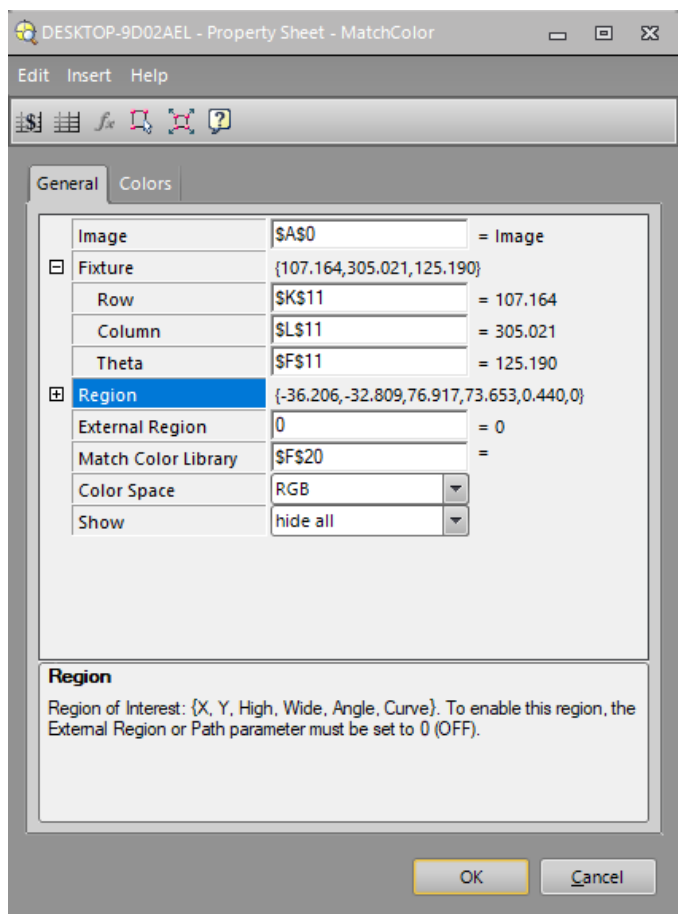 DESKTOP-9D02AEL - Property Sheet - MatchColor
Edit Insert Help
General Colors
Image $A$0 = Image
Fixture {107.164,305.021,125.190}
Row $K$11 = 107.164
Column $L$11 = 305.021
Theta $F$11 = 125.190
Region {-36.206,-32.809,76.917,73.653,0.440,0}
External Region 0 = 0
Match Color Library $F$20 =
Color Space RGB
Show hide all
Region
Region of Interest: {X, Y, High, Wide, Angle, Curve}. To enable this region, the
External Region or Path parameter must be set to 0 (OFF).
OK Cancel